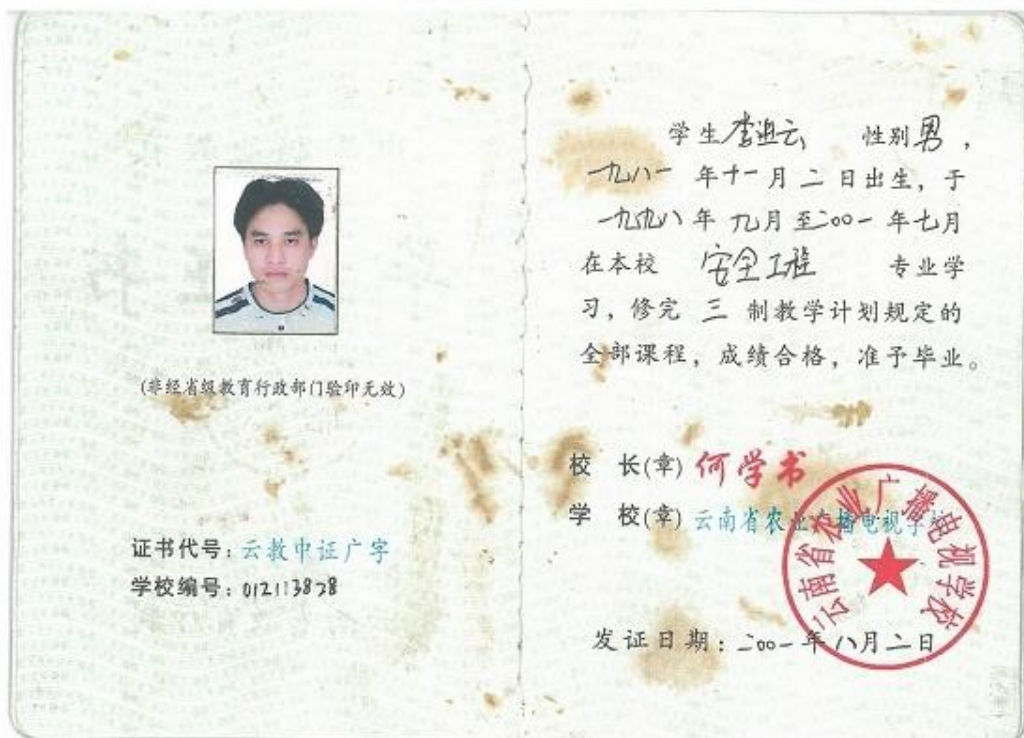 (非经省级教育行政部门验印无效)
证书代号：云教中证广字
学校编号：012113828
学生李迎云 性别男，
一九八一年十一月二日出生，于
一九九八年九月至二〇〇一年七月
在本校 安全工程 专业学
习，修完 三 制教学计划规定的
全部课程，成绩合格，准予毕业。
校 长(章) 何学书
学 校(章) 云南省农业广播电视学校
云南省农业广播电视学校
发证日期：二〇〇一年八月二日